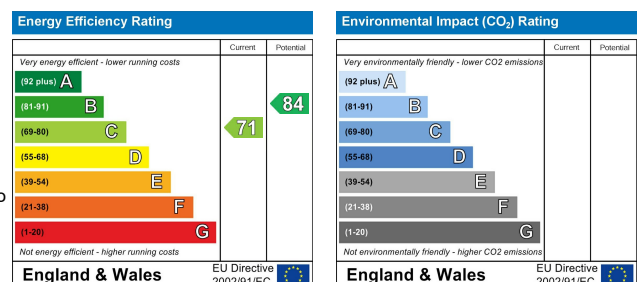 Energy Efficiency Rating
Current Potential
Very energy efficient - lower running costs
(92 plus) A
(81-91) B
84
(69-80) C
71
(55-68) D
(39-54) E
(21-38) F
(1-20) G
Not energy efficient - higher running costs
England & Wales
EU Directive
2002/91/EC
Environmental Impact (CO₂) Rating
Current Potential
Very environmentally friendly - lower CO2 emissions
(92 plus) A
(81-91) B
(69-80) C
(55-68) D
(39-54) E
(21-38) F
(1-20) G
Not environmentally friendly - higher CO2 emissions
England & Wales
EU Directive
2002/91/EC